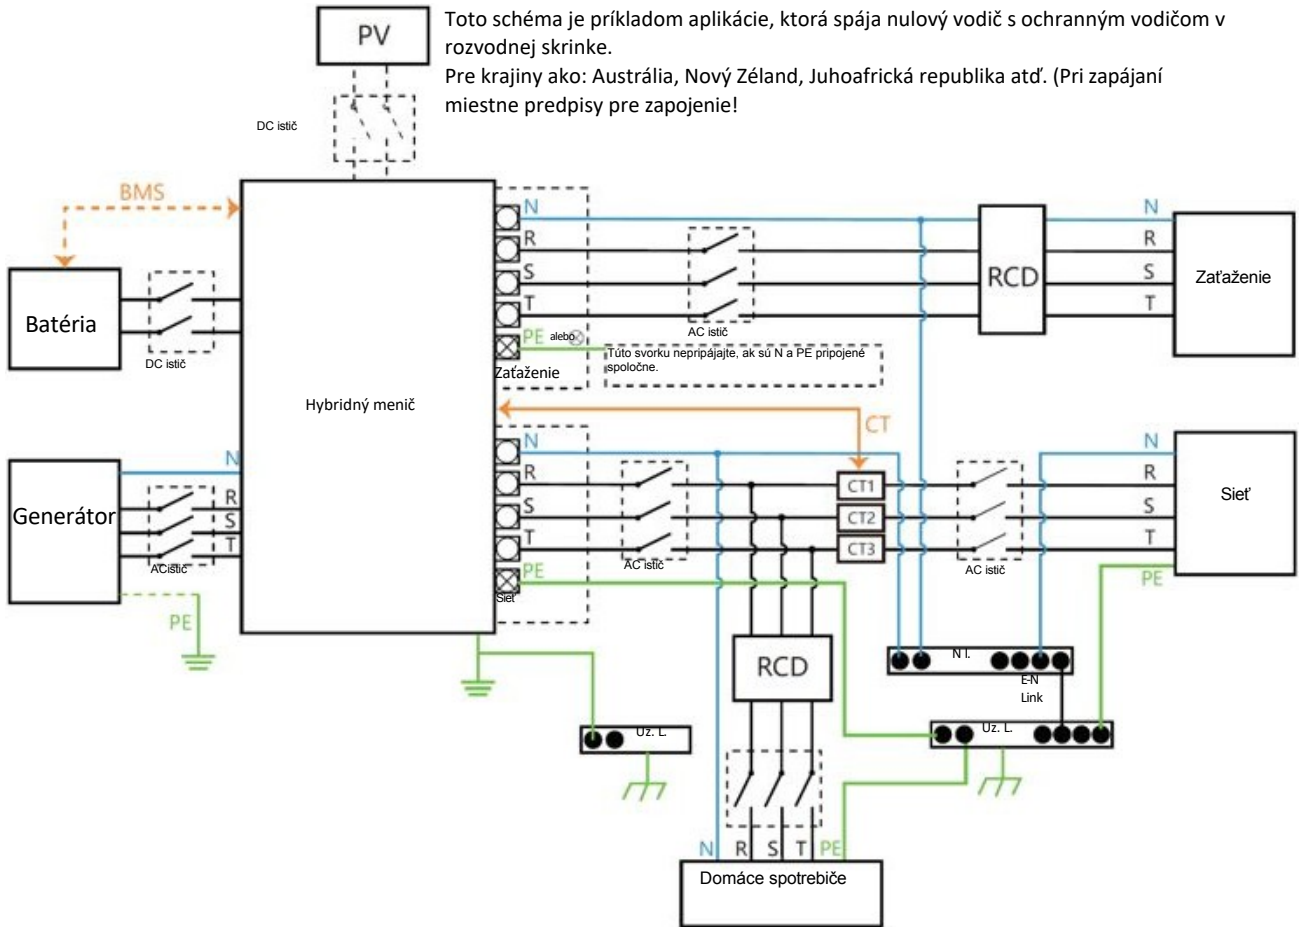 PV
Toto schéma je príkladom aplikácie, ktorá spája nulový vodič s ochranným vodičom v
rozvodnej skrinke.
Pre krajiny ako: Austrália, Nový Zéland, Juhoafrická republika atď. (Pri zapájaní
miestne predpisy pre zapojenie!
DC istič
BMS
N
R
S
T
PE
alebo
Zaťaženie
AC istič
RCD
N
R
S
T
Zaťaženie
Túto svorku nepripájajte, ak sú N a PE pripojené
spoločne.
Batéria
DC istič
Hybridný menič
CT
Generátor
N
R
S
T
ACistič
PE
N
R
S
T
PE
Sieť
AC istič
CT1
CT2
CT3
AC istič
N
R
S
T
PE
Sieť
RCD
N l.
E-N
Link
Uz. L.
Uz. L.
N
R
S
T
PE
Domáce spotrebiče